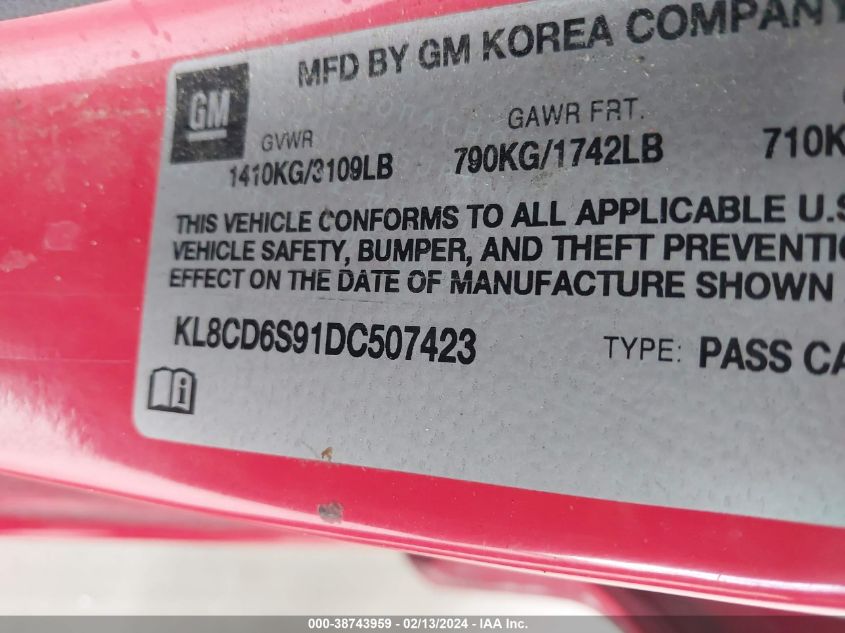 MFD BY GM KOREA COMPANY
GM
GVWR
1410KG/3109LB
GAWR FRT.
790KG/1742LB
710K
THIS VEHICLE CONFORMS TO ALL APPLICABLE U.S
VEHICLE SAFETY, BUMPER, AND THEFT PREVENTI
EFFECT ON THE DATE OF MANUFACTURE SHOWN
KL8CD6S91DC507423
TYPE: PASS CA
000-38743959 - 02/13/2024 - IAA Inc.